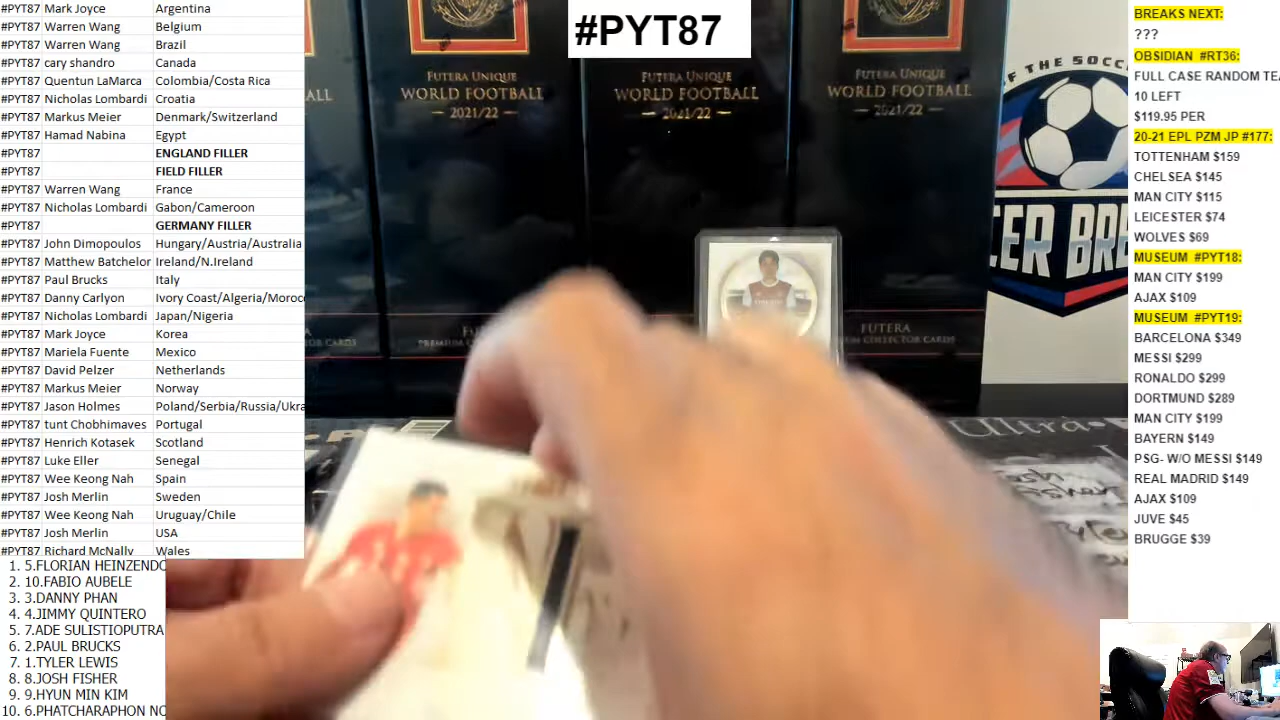 #PYT87 Mark Joyce Argentina
#PYT87 Warren Wang Belgium
#PYT87 Warren Wang Brazil
#PYT87 cary shandro Canada
#PYT87 Quentun LaMarca Colombia/Costa Rica
#PYT87 Nicholas Lombardi Croatia
#PYT87 Markus Meier Denmark/Switzerland
#PYT87 Hamad Nabina Egypt
#PYT87 ENGLAND FILLER
#PYT87 FIELD FILLER
#PYT87 Warren Wang France
#PYT87 Nicholas Lombardi Gabon/Cameroon
#PYT87 GERMANY FILLER
#PYT87 John Dimopoulos Hungary/Austria/Australia
#PYT87 Matthew Batchelor Ireland/N.Ireland
#PYT87 Paul Brucks Italy
#PYT87 Danny Carlyon Ivory Coast/Algeria/Moroc
#PYT87 Nicholas Lombardi Japan/Nigeria
#PYT87 Mark Joyce Korea
#PYT87 Mariela Fuente Mexico
#PYT87 David Pelzer Netherlands
#PYT87 Markus Meier Norway
#PYT87 Jason Holmes Poland/Serbia/Russia/Ukra
#PYT87 tunt Chobhimaves Portugal
#PYT87 Henrich Kotasek Scotland
#PYT87 Luke Eller Senegal
#PYT87 Wee Keong Nah Spain
#PYT87 Josh Merlin Sweden
#PYT87 Wee Keong Nah Uruguay/Chile
#PYT87 Josh Merlin USA
#PYT87 Richard McNally Wales
1. 5.FLORIAN HEINZENDO
2. 10.FABIO AUBELE
3. 3.DANNY PHAN
4. 4.JIMMY QUINTERO
5. 7.ADE SULISTIOPUTRA
6. 2.PAUL BRUCKS
7. 1.TYLER LEWIS
8. 8.JOSH FISHER
9. 9.HYUN MIN KIM
10. 6.PHATCHARAPHON NO
#PYT87
FUTERA UNIQUE
WORLD FOOTBALL
2021/22
FUTERA UNIQUE
WORLD FOOTBALL
2021/22
FUTERA UNIQUE
WORLD FOOTBALL
2021/22
FUTERA
OF THE SOCC
CER BRE
Ultra
BREAKS NEXT:
???
OBSIDIAN #RT36:
FULL CASE RANDOM TEA
10 LEFT
$119.95 PER
20-21 EPL PZM JP #177:
TOTTENHAM $159
CHELSEA $145
MAN CITY $115
LEICESTER $74
WOLVES $69
MUSEUM #PYT18:
MAN CITY $199
AJAX $109
MUSEUM #PYT19:
BARCELONA $349
MESSI $299
RONALDO $299
DORTMUND $289
MAN CITY $199
BAYERN $149
PSG- W/O MESSI $149
REAL MADRID $149
AJAX $109
JUVE $45
BRUGGE $39